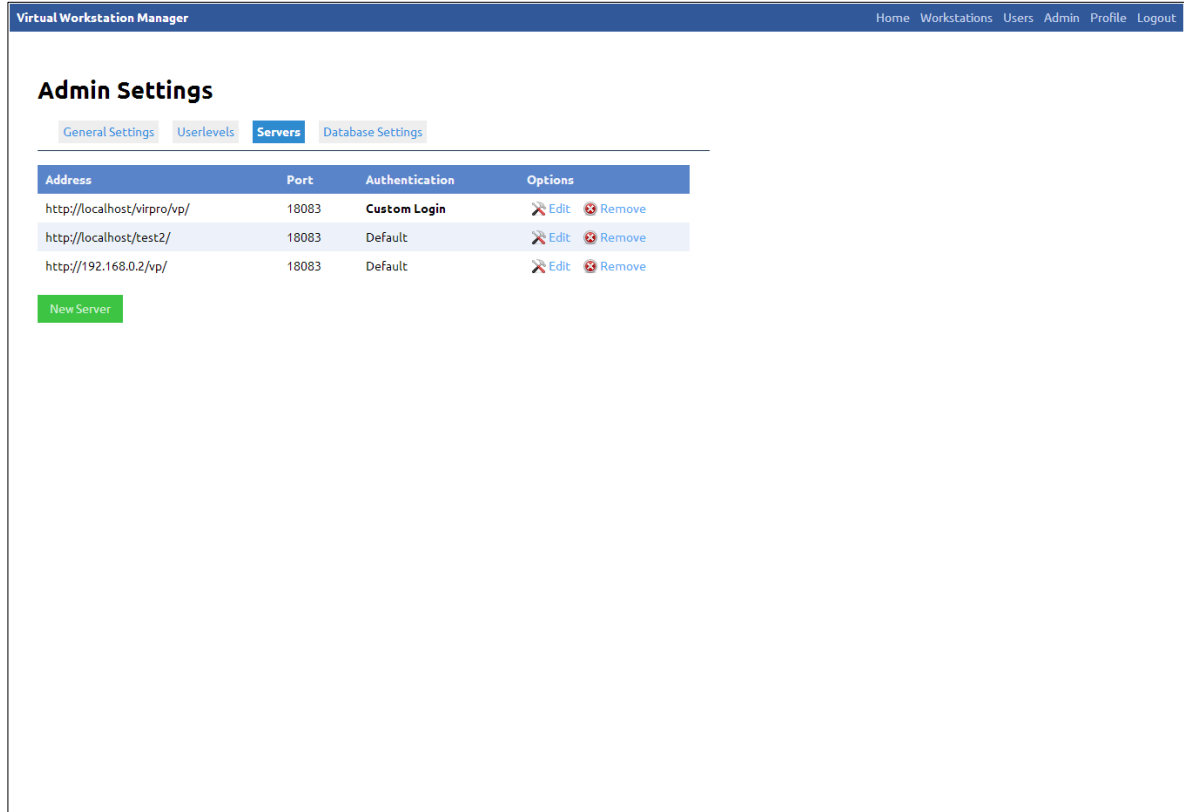 Virtual Workstation Manager Home Workstations Users Admin Profile Logout
Admin Settings
General Settings Userlevels Servers Database Settings
Address Port Authentication Options
http://localhost/virpro/vp/ 18083 Custom Login Edit Remove
http://localhost/test2/ 18083 Default Edit Remove
http://192.168.0.2/vp/ 18083 Default Edit Remove
New Server